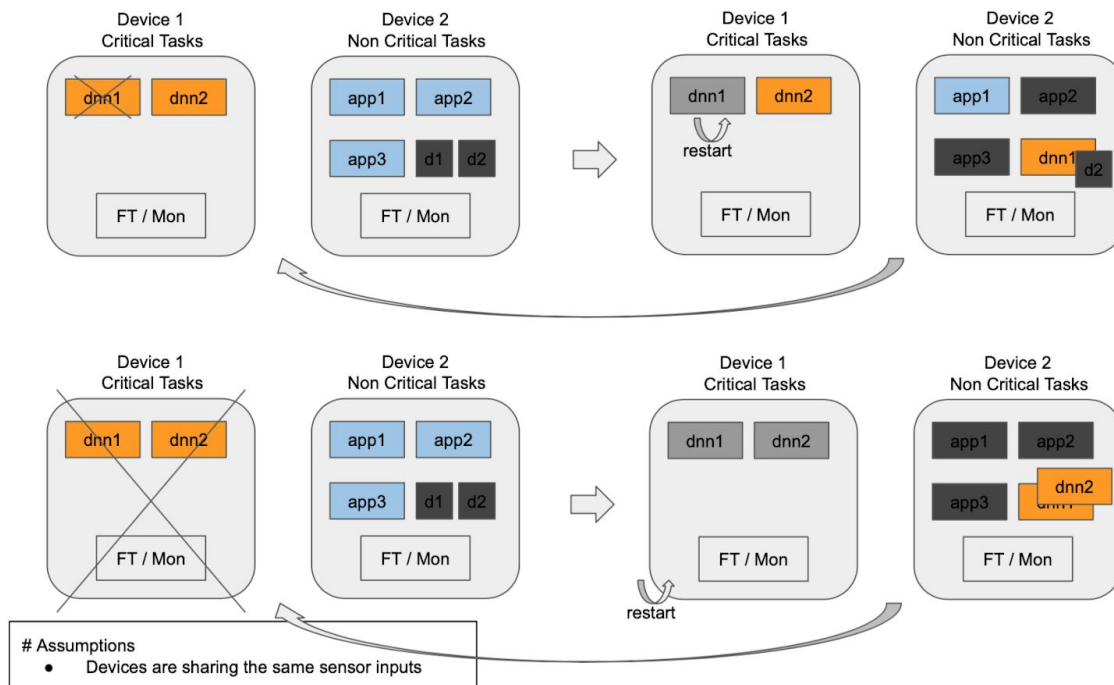 Device 1
Critical Tasks
Device 2
Non Critical Tasks
Device 1
Critical Tasks
Device 2
Non Critical Tasks
dnn1
dnn2
app1
app2
app3
d1
d2
FT / Mon
FT / Mon
dnn1
dnn2
restart
app1
app2
app3
dnn1
d2
FT / Mon
FT / Mon
Device 1
Critical Tasks
Device 2
Non Critical Tasks
Device 1
Critical Tasks
Device 2
Non Critical Tasks
dnn1
dnn2
app1
app2
app3
d1
d2
FT / Mon
FT / Mon
dnn1
dnn2
app1
app2
app3
dnn2
dnn1
FT / Mon
FT / Mon
restart
# Assumptions
● Devices are sharing the same sensor inputs